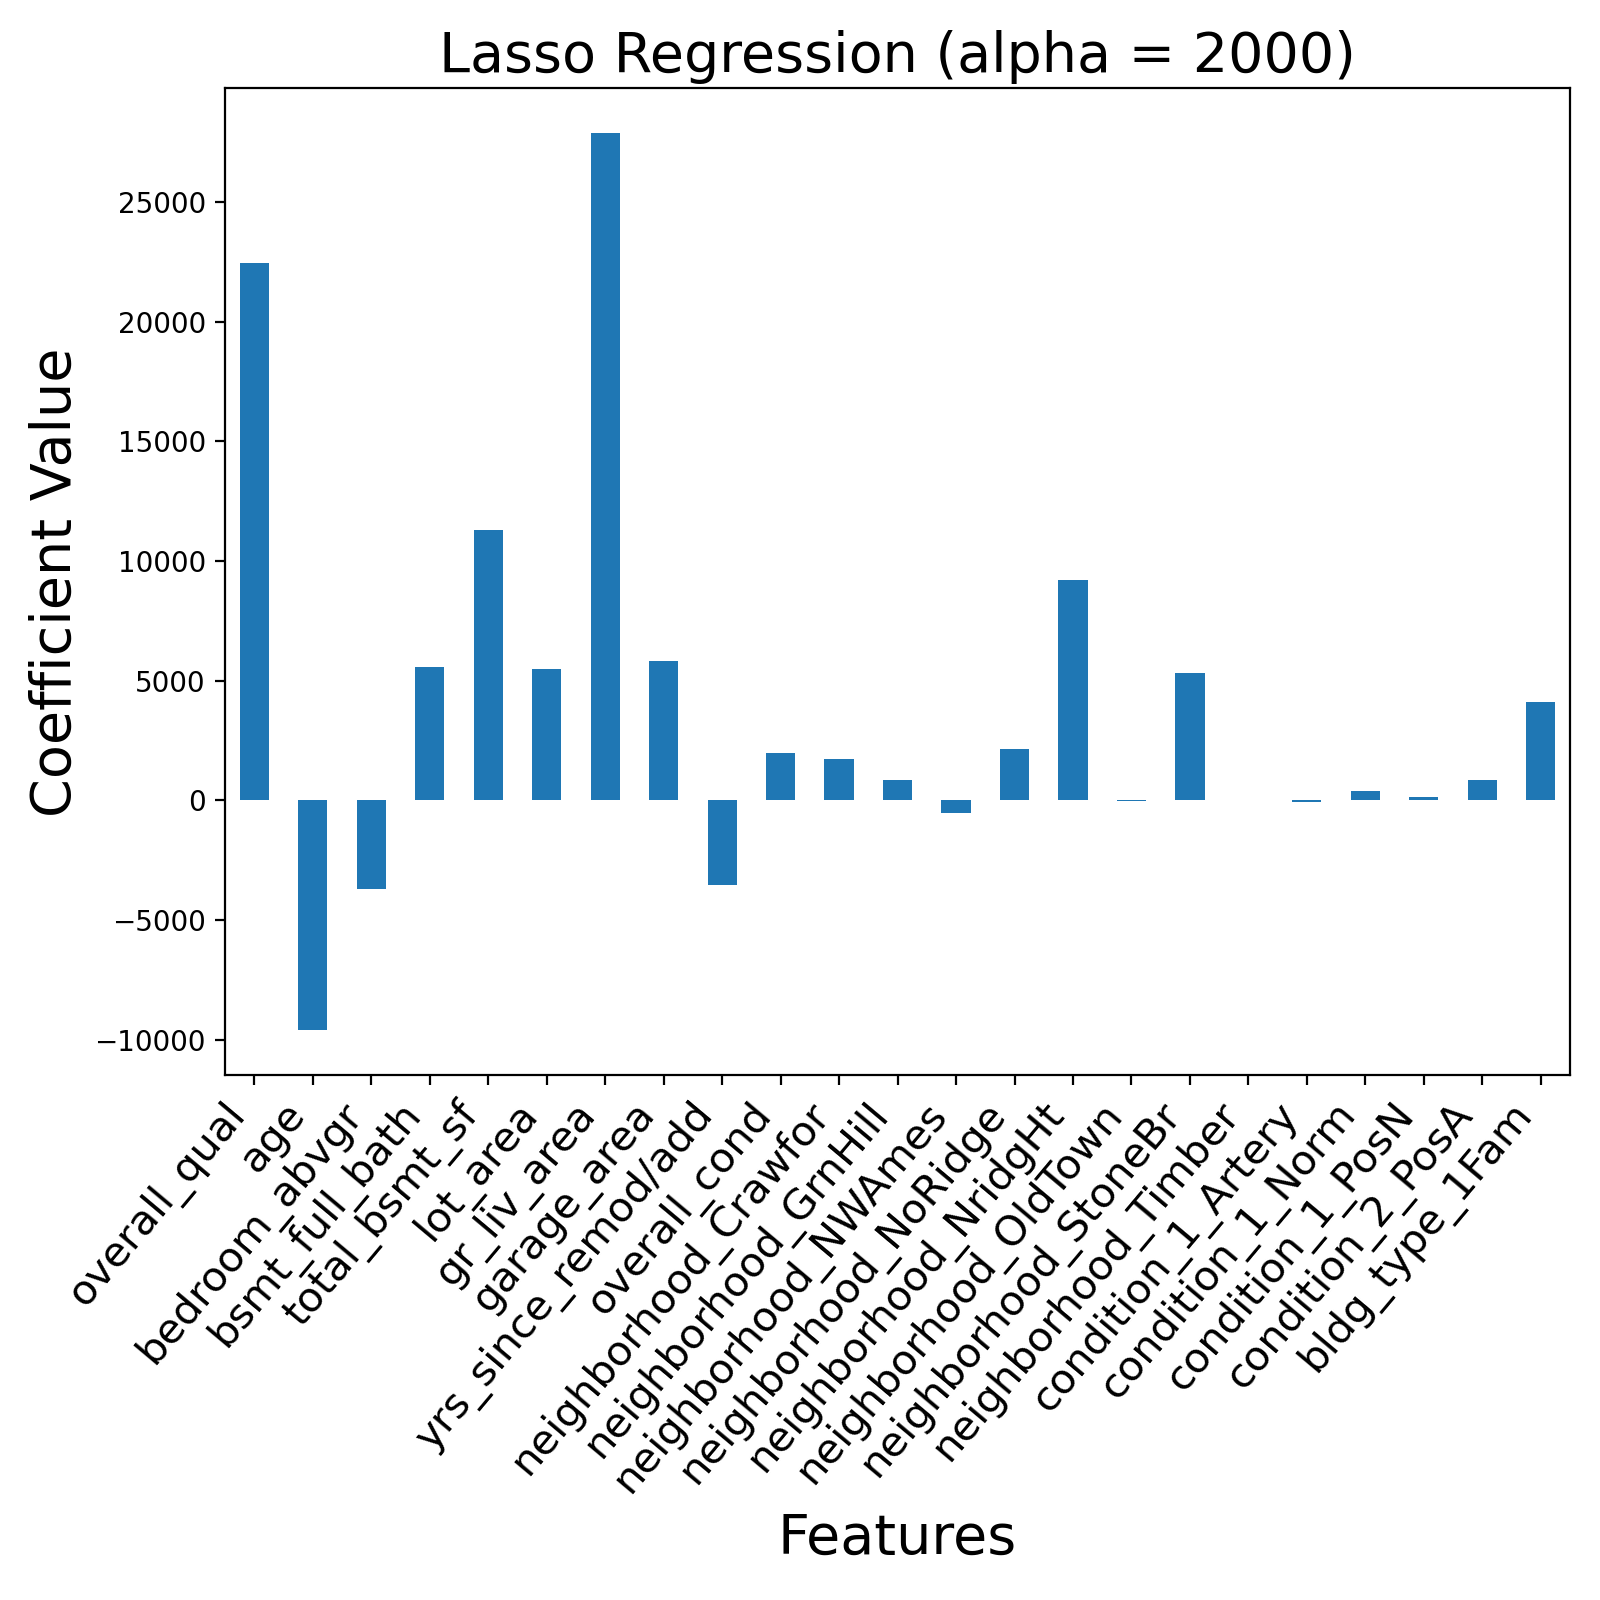 Lasso Regression (alpha = 2000)
Coefficient Value
25000
20000
15000
10000
5000
0
−5000
−10000
overall_qual
age
bedroom_abvgr
bsmt_full_bath
total_bsmt_sf
lot_area
gr_liv_area
garage_area
yrs_since_remod/add
overall_cond
neighborhood_Crawfor
neighborhood_GrnHill
neighborhood_NWAmes
neighborhood_NoRidge
neighborhood_NridgHt
neighborhood_OldTown
neighborhood_StoneBr
neighborhood_Timber
condition_1_Artery
condition_1_Norm
condition_1_PosN
condition_2_PosA
bldg_type_1Fam
Features